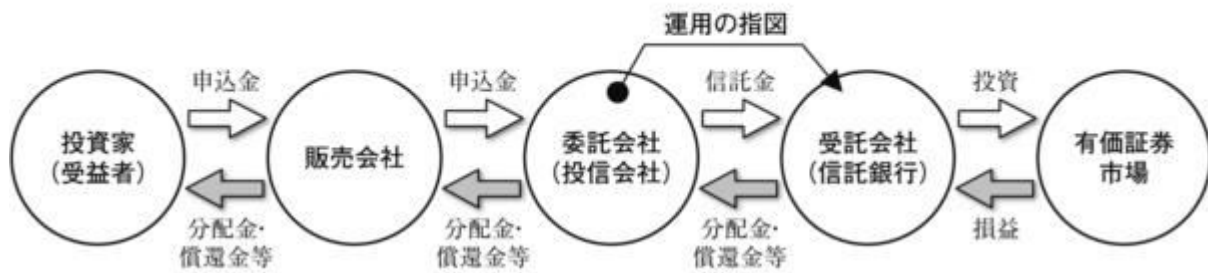 運用の指図
申込金
申込金
信託金
投資
投資家
（受益者）
販売会社
委託会社
（投信会社）
受託会社
（信託銀行）
有価証券
市場
分配金・
償還金等
分配金・
償還金等
分配金・
償還金等
損益